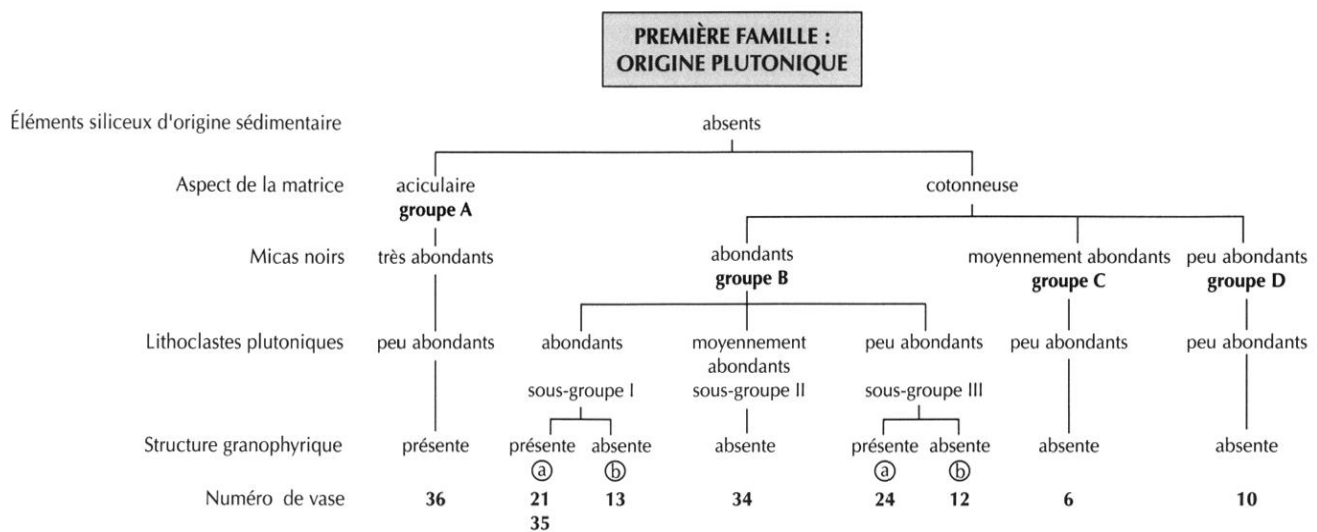 PREMIÈRE FAMILLE :
ORIGINE PLUTONIQUE
Éléments siliceux d'origine sédimentaire absents
Aspect de la matrice aciculaire cotonneuse
groupe A
Micas noirs très abondants abondants moyennement abondants peu abondants
groupe B groupe C groupe D
Lithoclastes plutoniques peu abondants abondants moyennement peu abondants peu abondants peu abondants
abondants
sous-groupe I sous-groupe II sous-groupe III
Structure granophyrique présente présente absente absente présente absente absente absente
a b a b
Numéro de vase 36 21 13 34 24 12 6 10
35